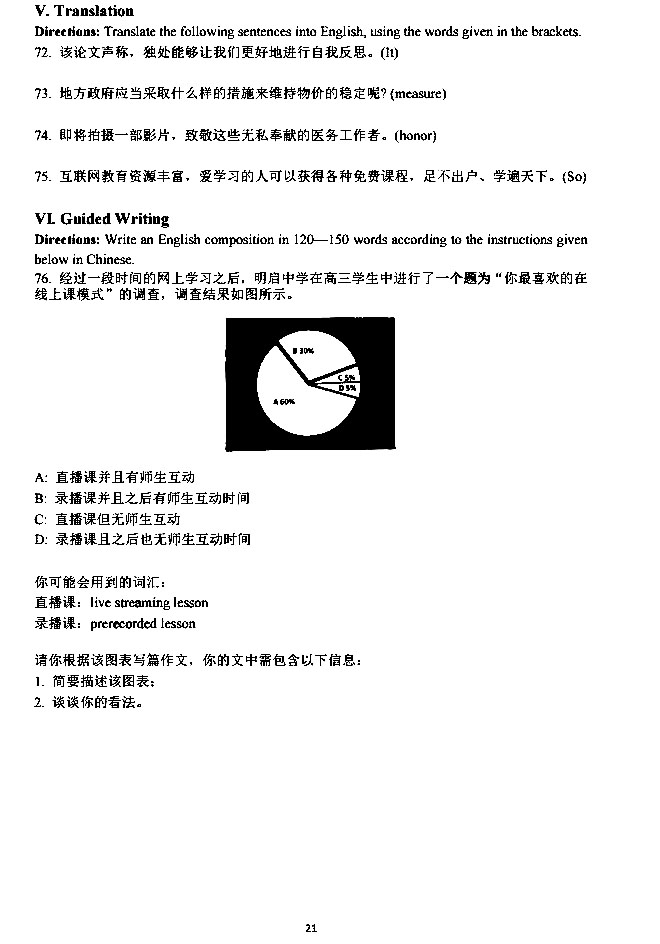 V. Translation
Directions: Translate the following sentences into English, using the words given in the brackets.
72. 该论文声称，独处能够让我们更好地进行自我反思。(It)
73. 地方政府应当采取什么样的措施来维持物价的稳定呢? (measure)
74. 即将拍摄一部影片，致敬这些无私奉献的医务工作者。(honor)
75. 互联网教育资源丰富，爱学习的人可以获得各种免费课程，足不出户、学遍天下。(So)
VI. Guided Writing
Directions: Write an English composition in 120—150 words according to the instructions given
below in Chinese.
76. 经过一段时间的网上学习之后，明启中学在高三学生中进行了一个题为“你最喜欢的在
线上课模式”的调查，调查结果如图所示。
B 30%
C 5%
D 5%
A 60%
A: 直播课并且有师生互动
B: 录播课并且之后有师生互动时间
C: 直播课但无师生互动
D: 录播课且之后也无师生互动时间
你可能会用到的词汇：
直播课：live streaming lesson
录播课：prerecorded lesson
请你根据该图表写篇作文，你的文中需包含以下信息：
1. 简要描述该图表；
2. 谈谈你的看法。
21